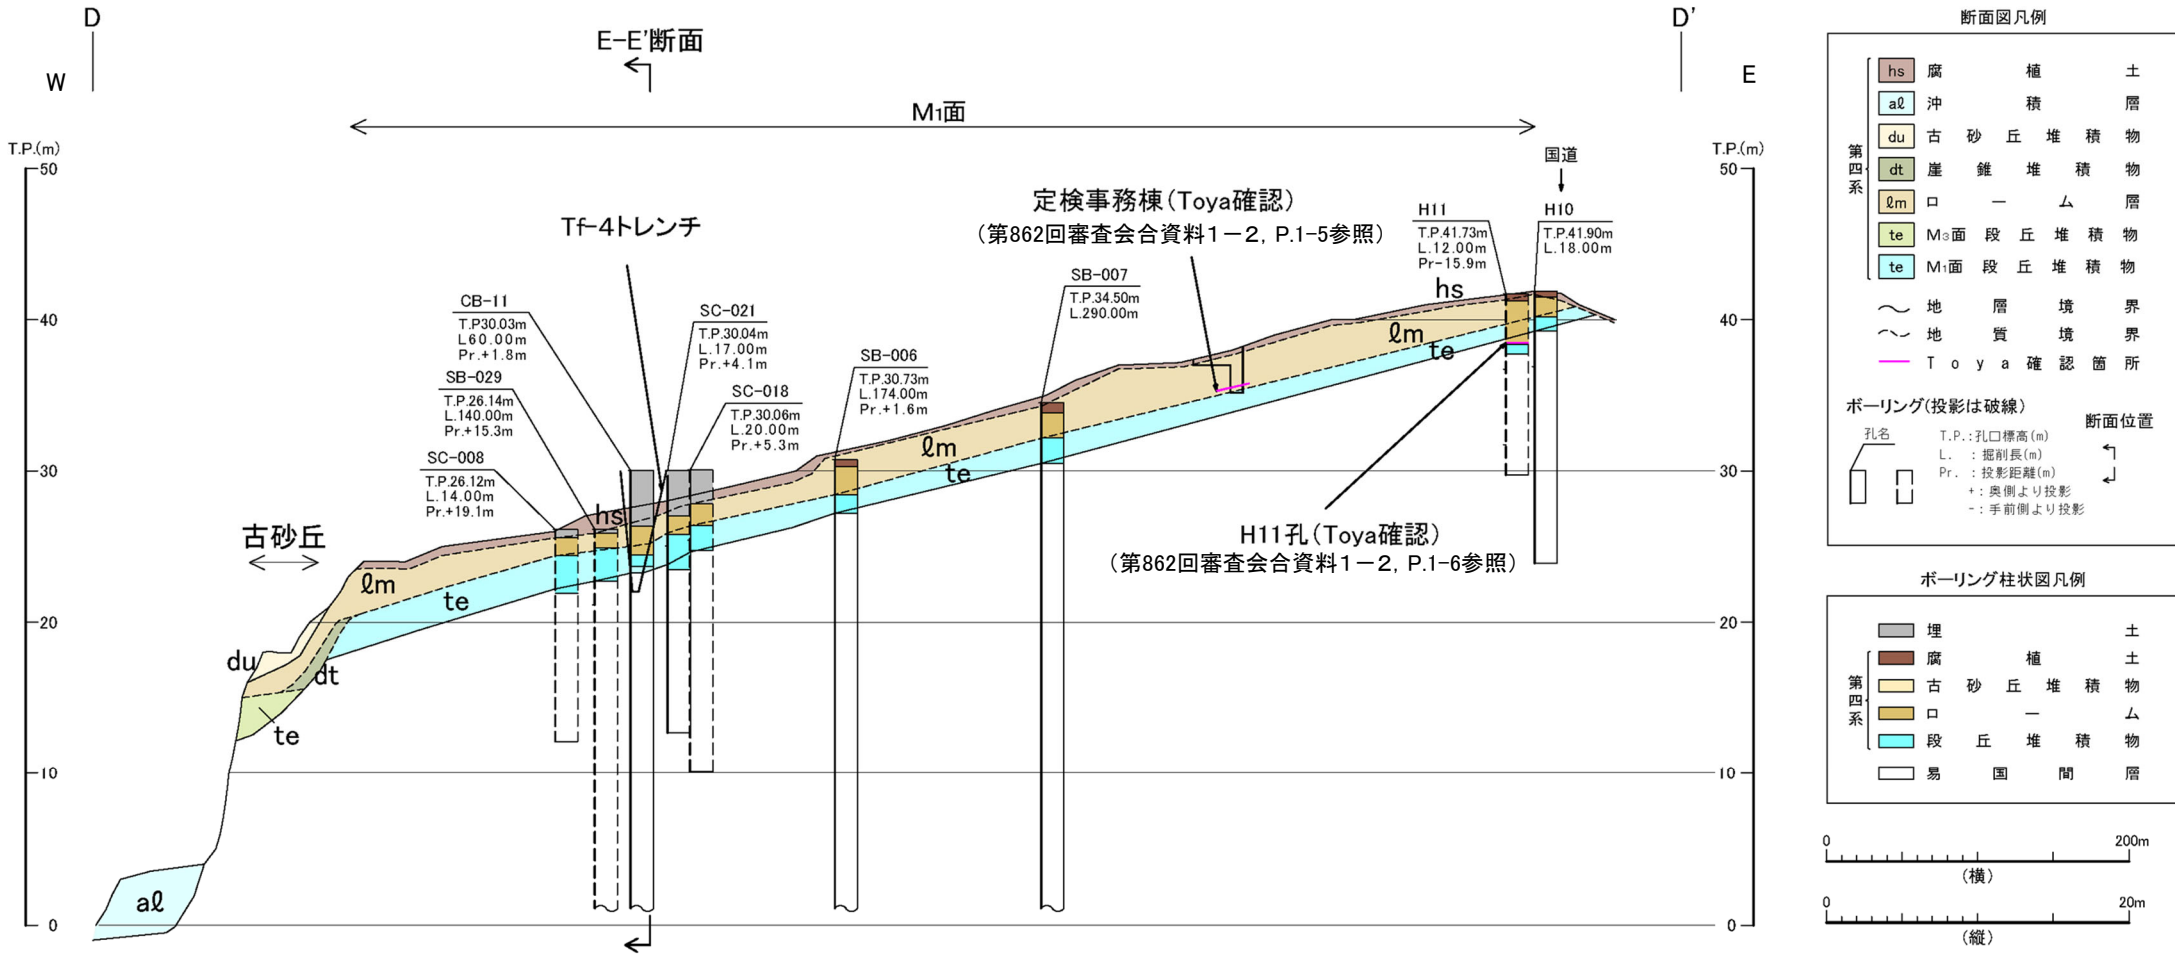 D
D'
E-E'断面
W
E
M1面
T.P.(m)
50
40
30
20
10
0
T.P.(m)
50
40
30
20
10
0
国道
定検事務棟(Toya確認)
(第862回審査会合資料1-2, P.1-5参照)
Tf-4トレンチ
H11
T.P.41.73m
L.12.00m
Pr-15.9m
H10
T.P.41.90m
L.18.00m
SB-007
T.P.34.50m
L.290.00m
CB-11
T.P30.03m
L60.00m
Pr.+1.8m
SC-021
T.P.30.04m
L.17.00m
Pr.+4.1m
SB-006
T.P.30.73m
L.174.00m
Pr.+1.6m
SB-029
T.P.26.14m
L.140.00m
Pr.+15.3m
SC-018
T.P.30.06m
L.20.00m
Pr.+5.3m
SC-008
T.P.26.12m
L.14.00m
Pr.+19.1m
hs
ℓm
te
ℓm
te
hs
H11孔(Toya確認)
(第862回審査会合資料1-2, P.1-6参照)
古砂丘
ℓm
te
du
dt
te
aℓ
断面図凡例
第四系
hs 腐植土
aℓ 沖積層
du 古砂丘堆積物
dt 崖錐堆積物
ℓm ローム層
te M3面段丘堆積物
te M1面段丘堆積物
地層境界
地質境界
Toya確認箇所
ボーリング(投影は破線)
断面位置
孔名
T.P.:孔口標高(m)
L. :掘削長(m)
Pr. :投影距離(m)
+:奥側より投影
-:手前側より投影
ボーリング柱状図凡例
埋土
第四系
腐植土
古砂丘堆積物
ローム
段丘堆積物
易国間層
0 200m
(横)
0 20m
(縦)